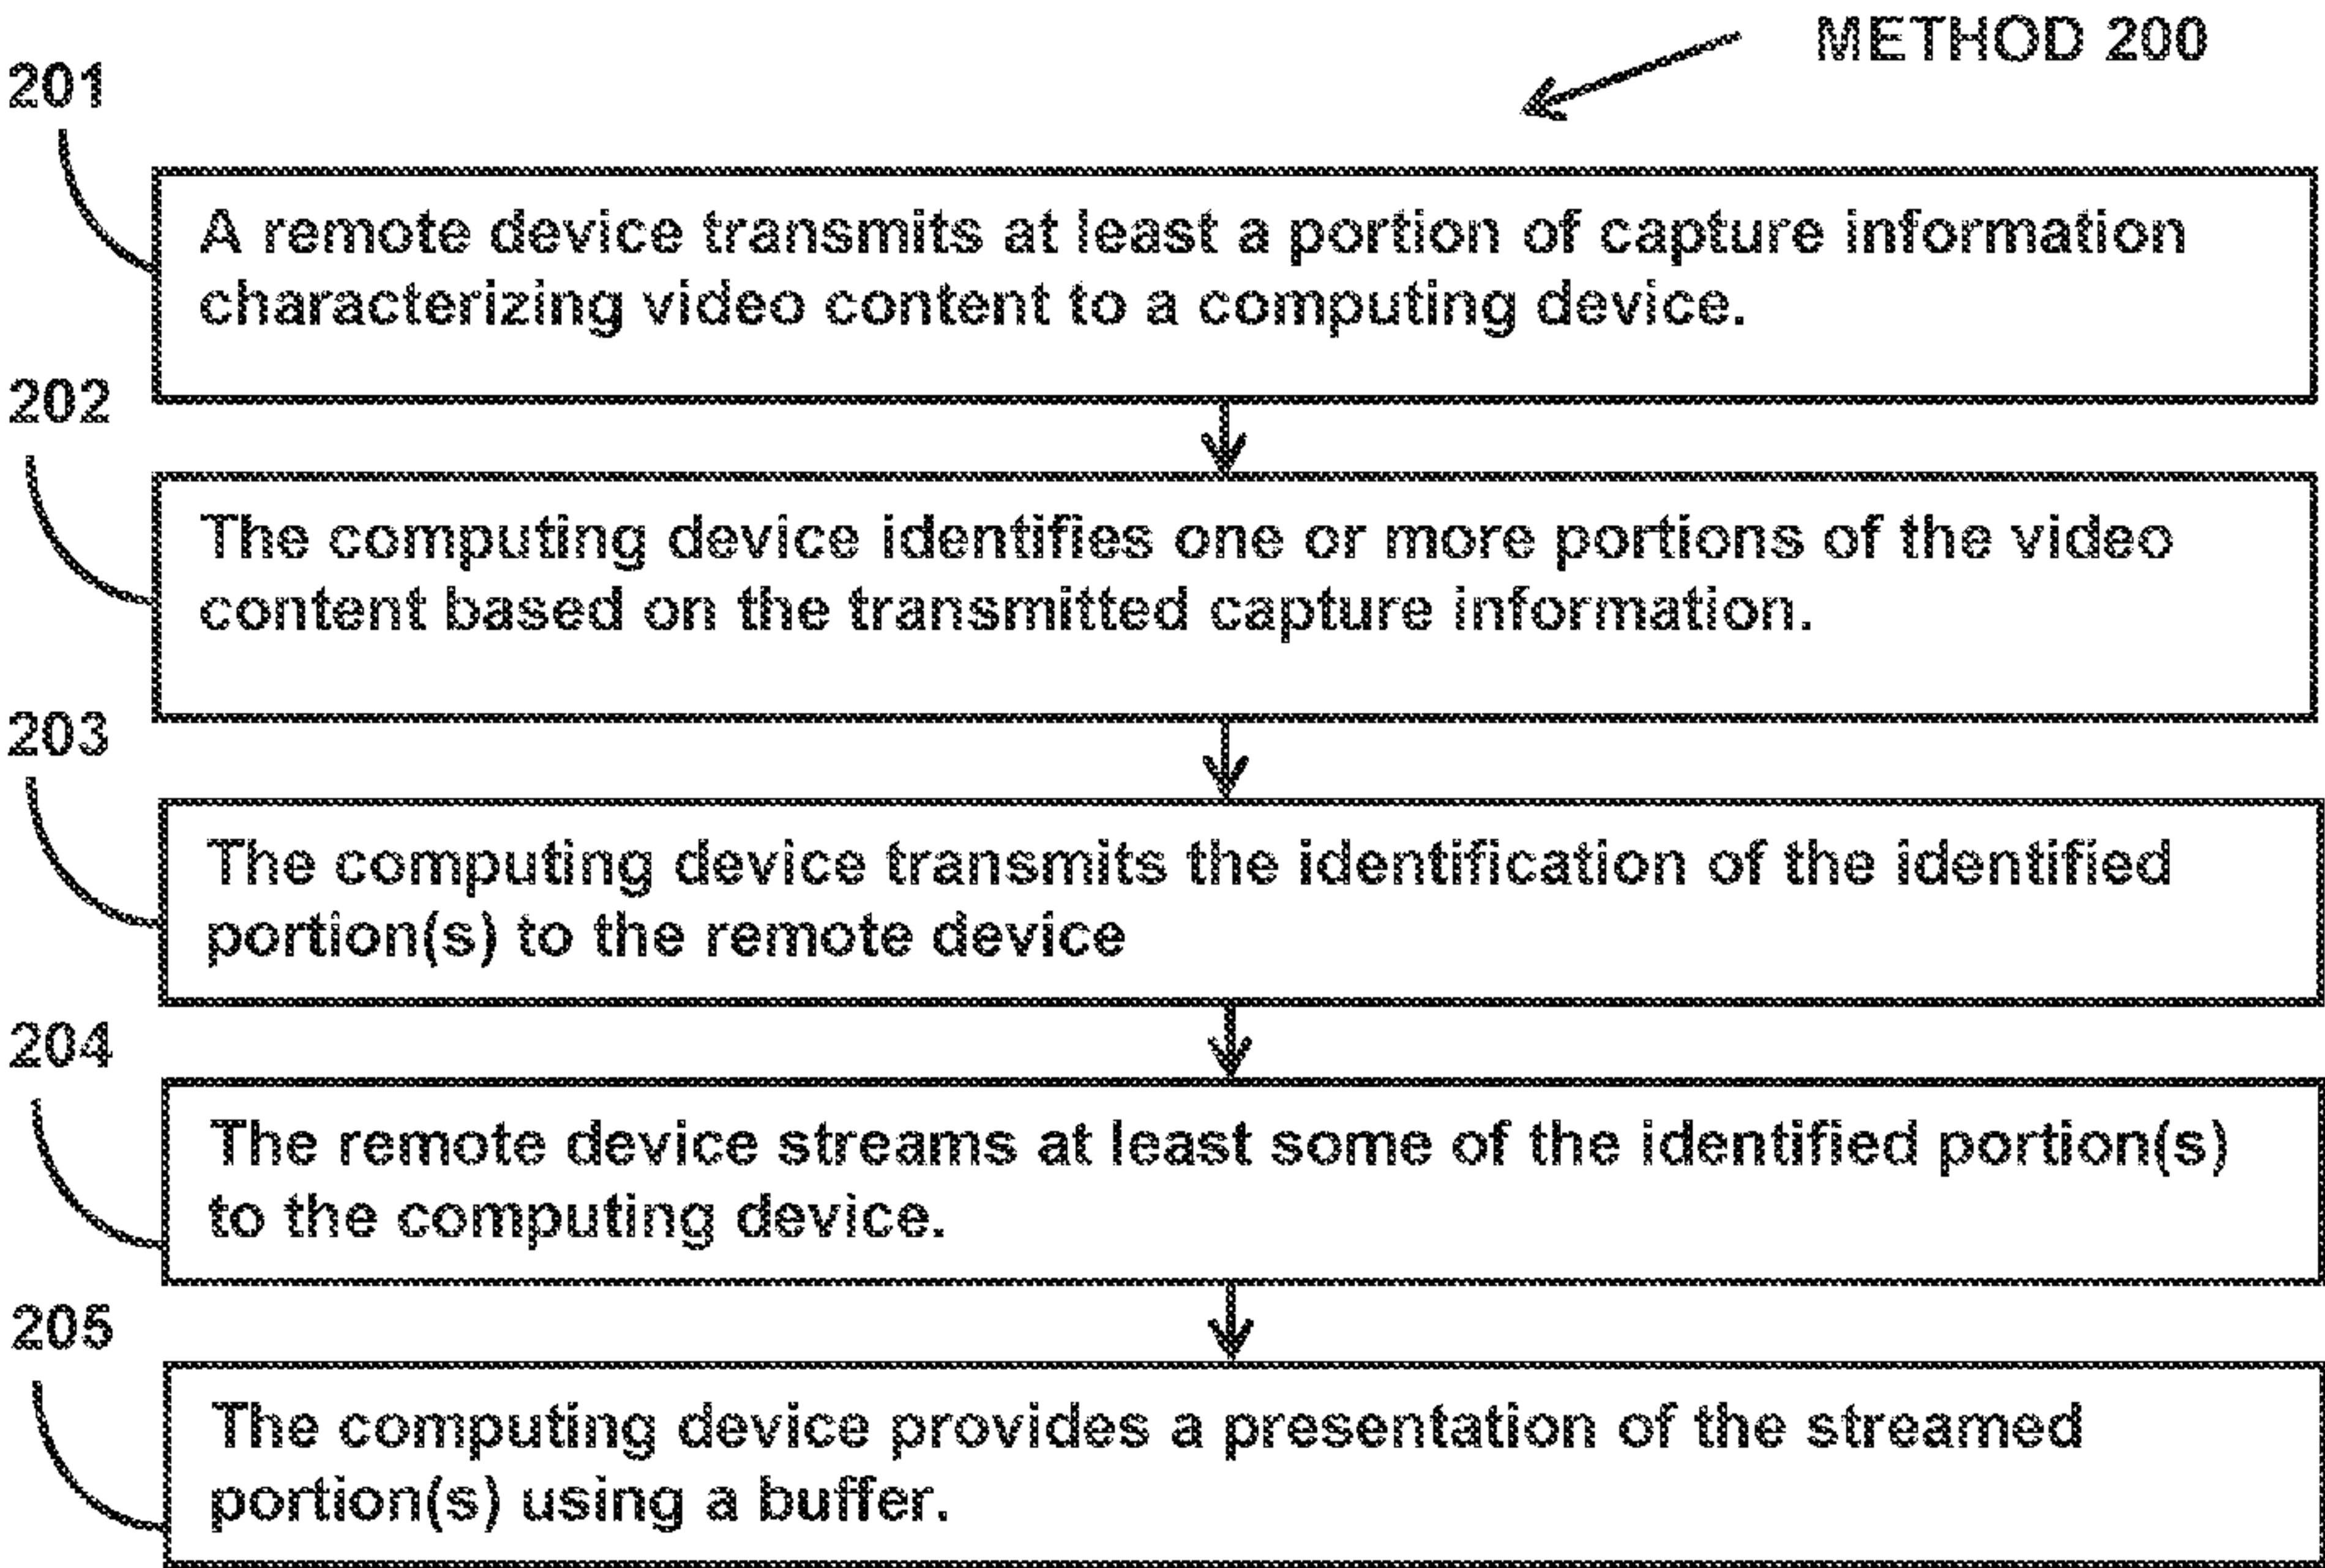 METHOD 200
201
A remote device transmits at least a portion of capture information
characterizing video content to a computing device.
202
The computing device identifies one or more portions of the video
content based on the transmitted capture information.
203
The computing device transmits the identification of the identified
portion(s) to the remote device
204
The remote device streams at least some of the identified portion(s)
to the computing device.
205
The computing device provides a presentation of the streamed
portion(s) using a buffer.